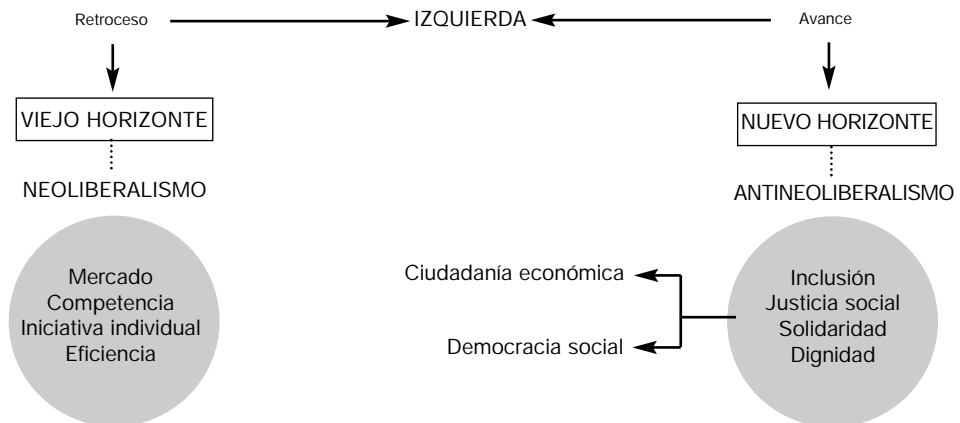 Retroceso IZQUIERDA Avance
VIEJO HORIZONTE
NUEVO HORIZONTE
NEOLIBERALISMO
ANTINEOLIBERALISMO
Mercado
Competencia
Iniciativa individual
Eficiencia
Ciudadanía económica
Democracia social
Inclusión
Justicia social
Solidaridad
Dignidad